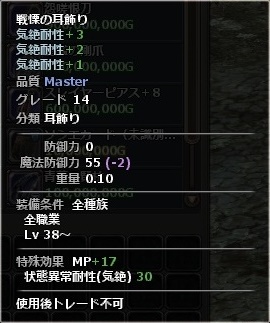 戦慄の耳飾り
気絶耐性+3
気絶耐性+2
気絶耐性+1
品質 Master
グレード 14
分類 耳飾り
防御力 0
魔法防御力 55 (-2)
重量 0.10
装備条件 全種族
全職業
Lv 38～
特殊効果 MP+17
状態異常耐性(気絶) 30
使用後トレード不可